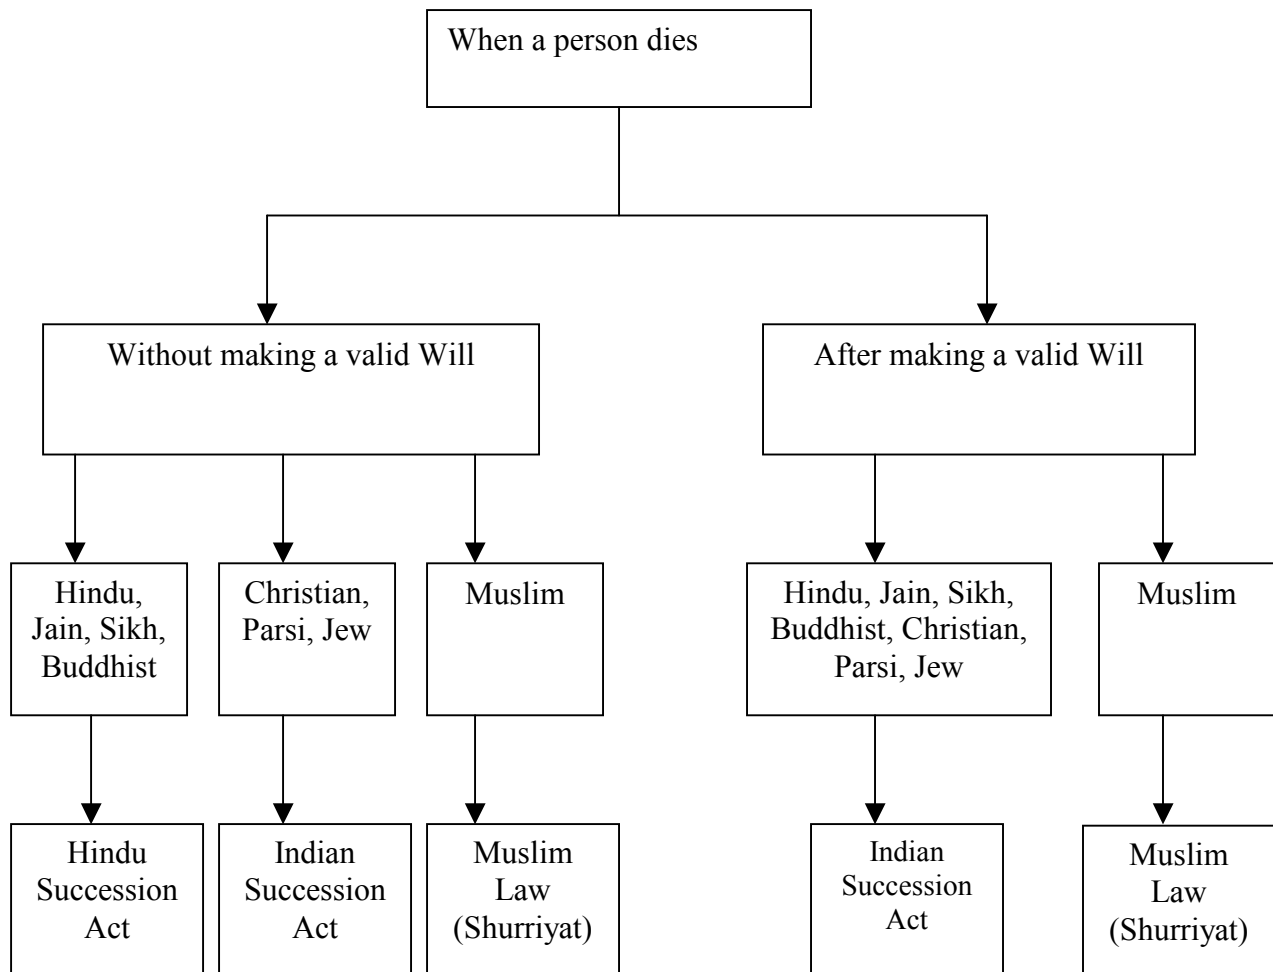 When a person dies
Without making a valid Will
After making a valid Will
Hindu,
Jain, Sikh,
Buddhist
Christian,
Parsi, Jew
Muslim
Hindu, Jain, Sikh,
Buddhist, Christian,
Parsi, Jew
Muslim
Hindu
Succession
Act
Indian
Succession
Act
Muslim
Law
(Shurriyat)
Indian
Succession
Act
Muslim
Law
(Shurriyat)